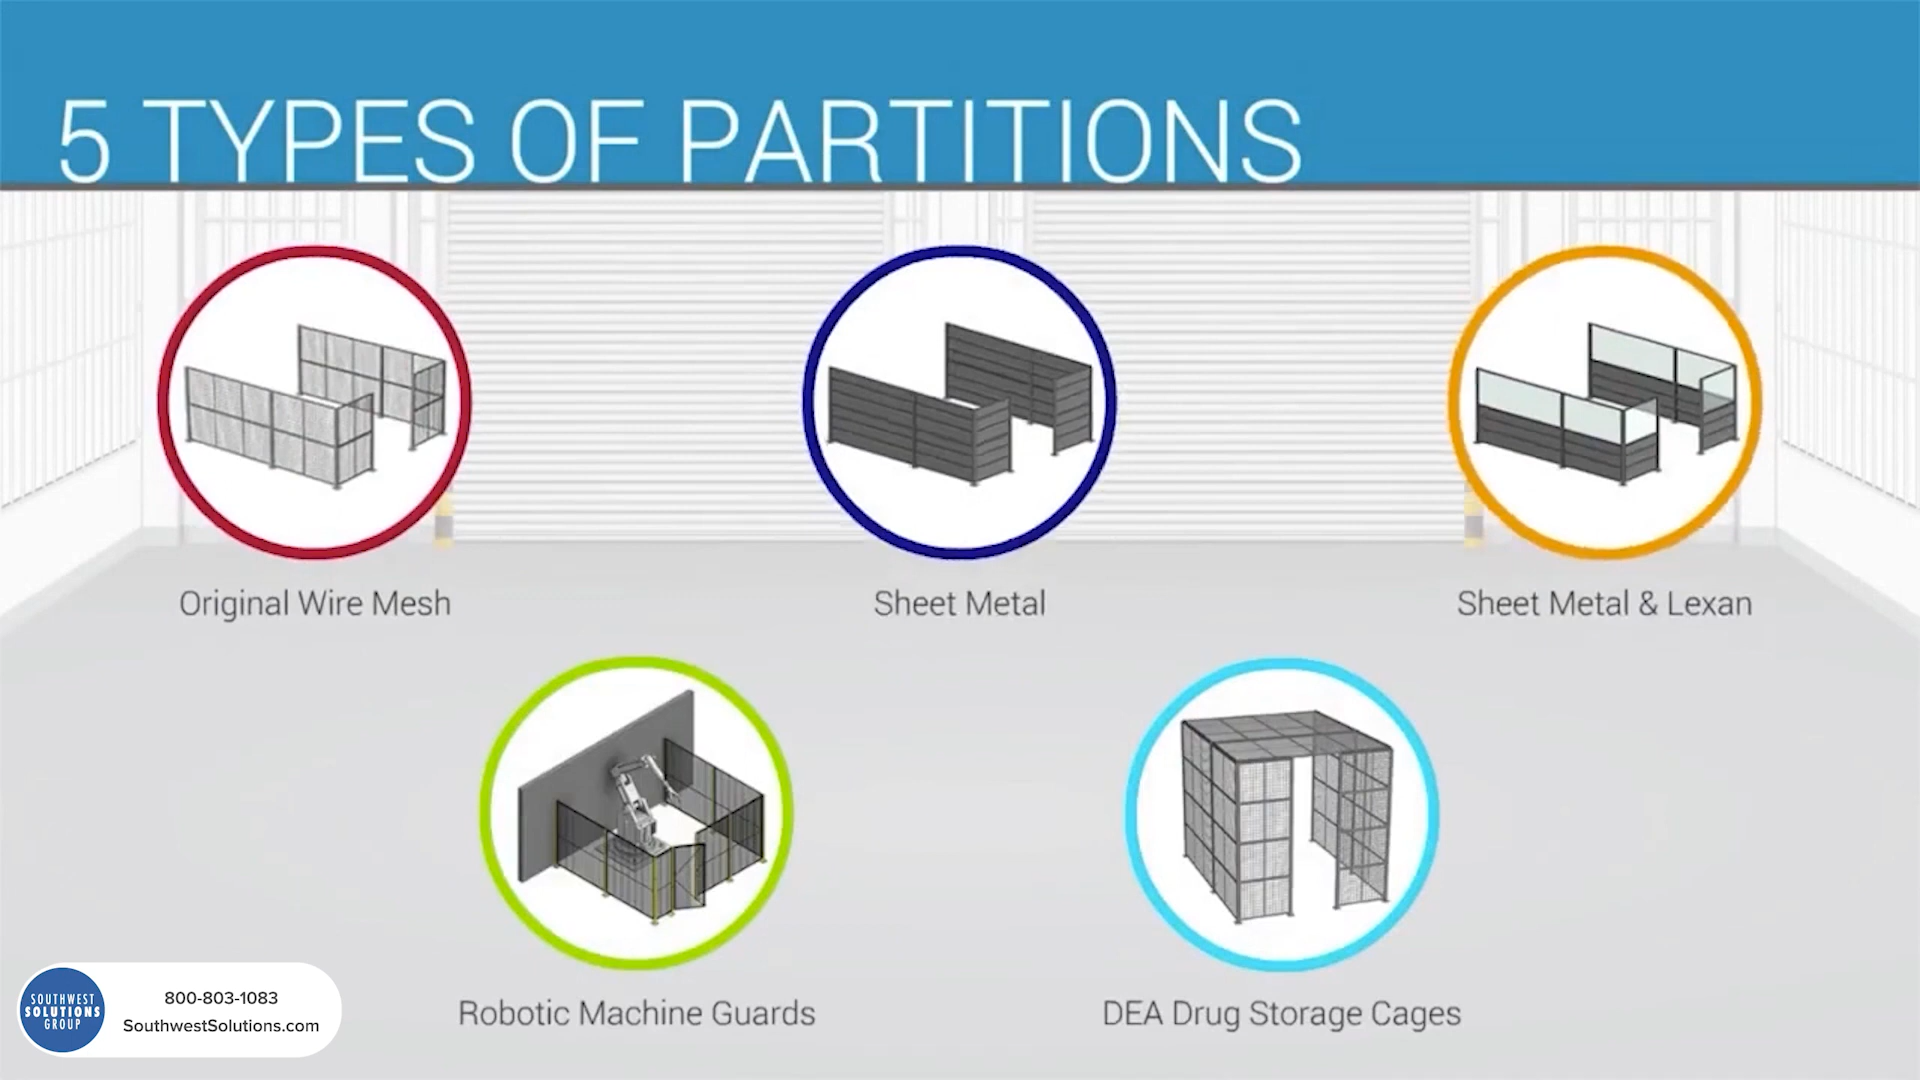 5 TYPES OF PARTITIONS
Original Wire Mesh
Sheet Metal
Sheet Metal & Lexan
Robotic Machine Guards
DEA Drug Storage Cages
SOUTHWEST
SOLUTIONS
GROUP
800-803-1083
SouthwestSolutions.com